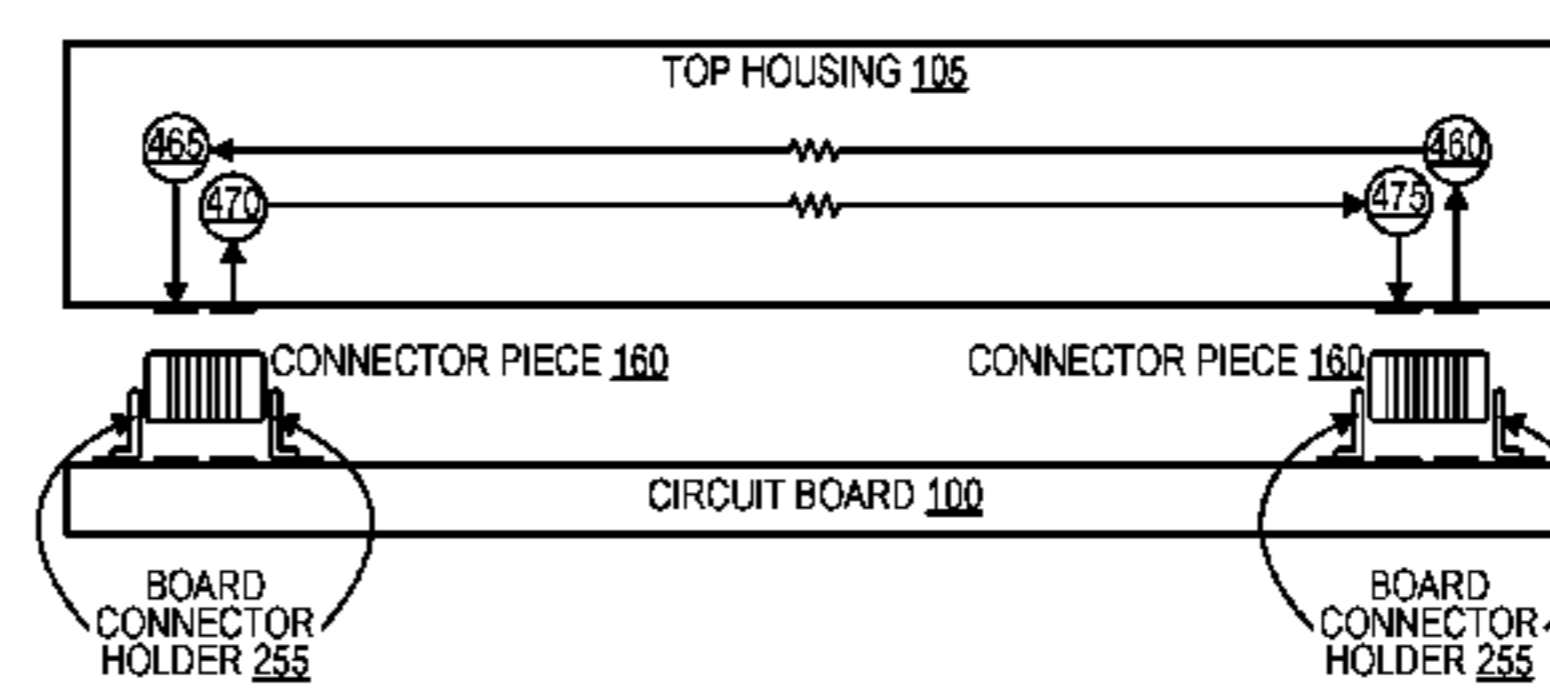 TOP HOUSING 105
465
460
470
475
CONNECTOR PIECE 160
CONNECTOR PIECE 160
CIRCUIT BOARD 100
BOARD
CONNECTOR
HOLDER 255
BOARD
CONNECTOR
HOLDER 255